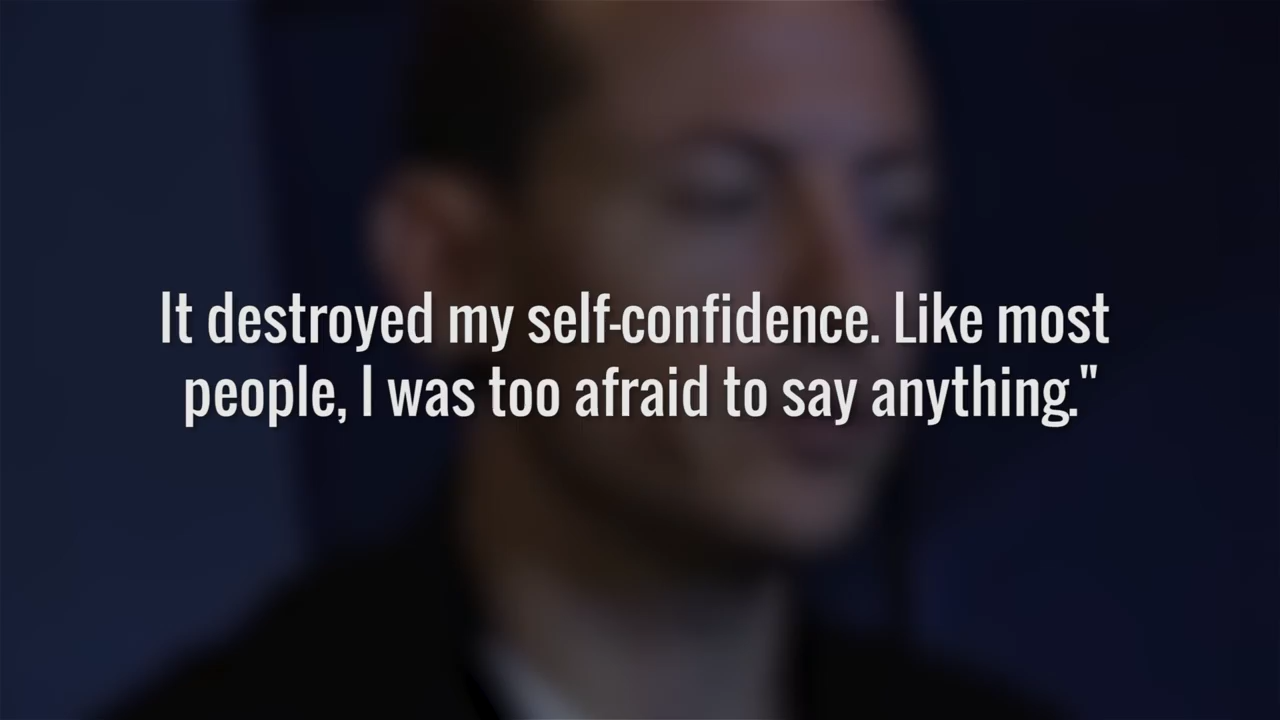 It destroyed my self-confidence. Like most
people, I was too afraid to say anything."